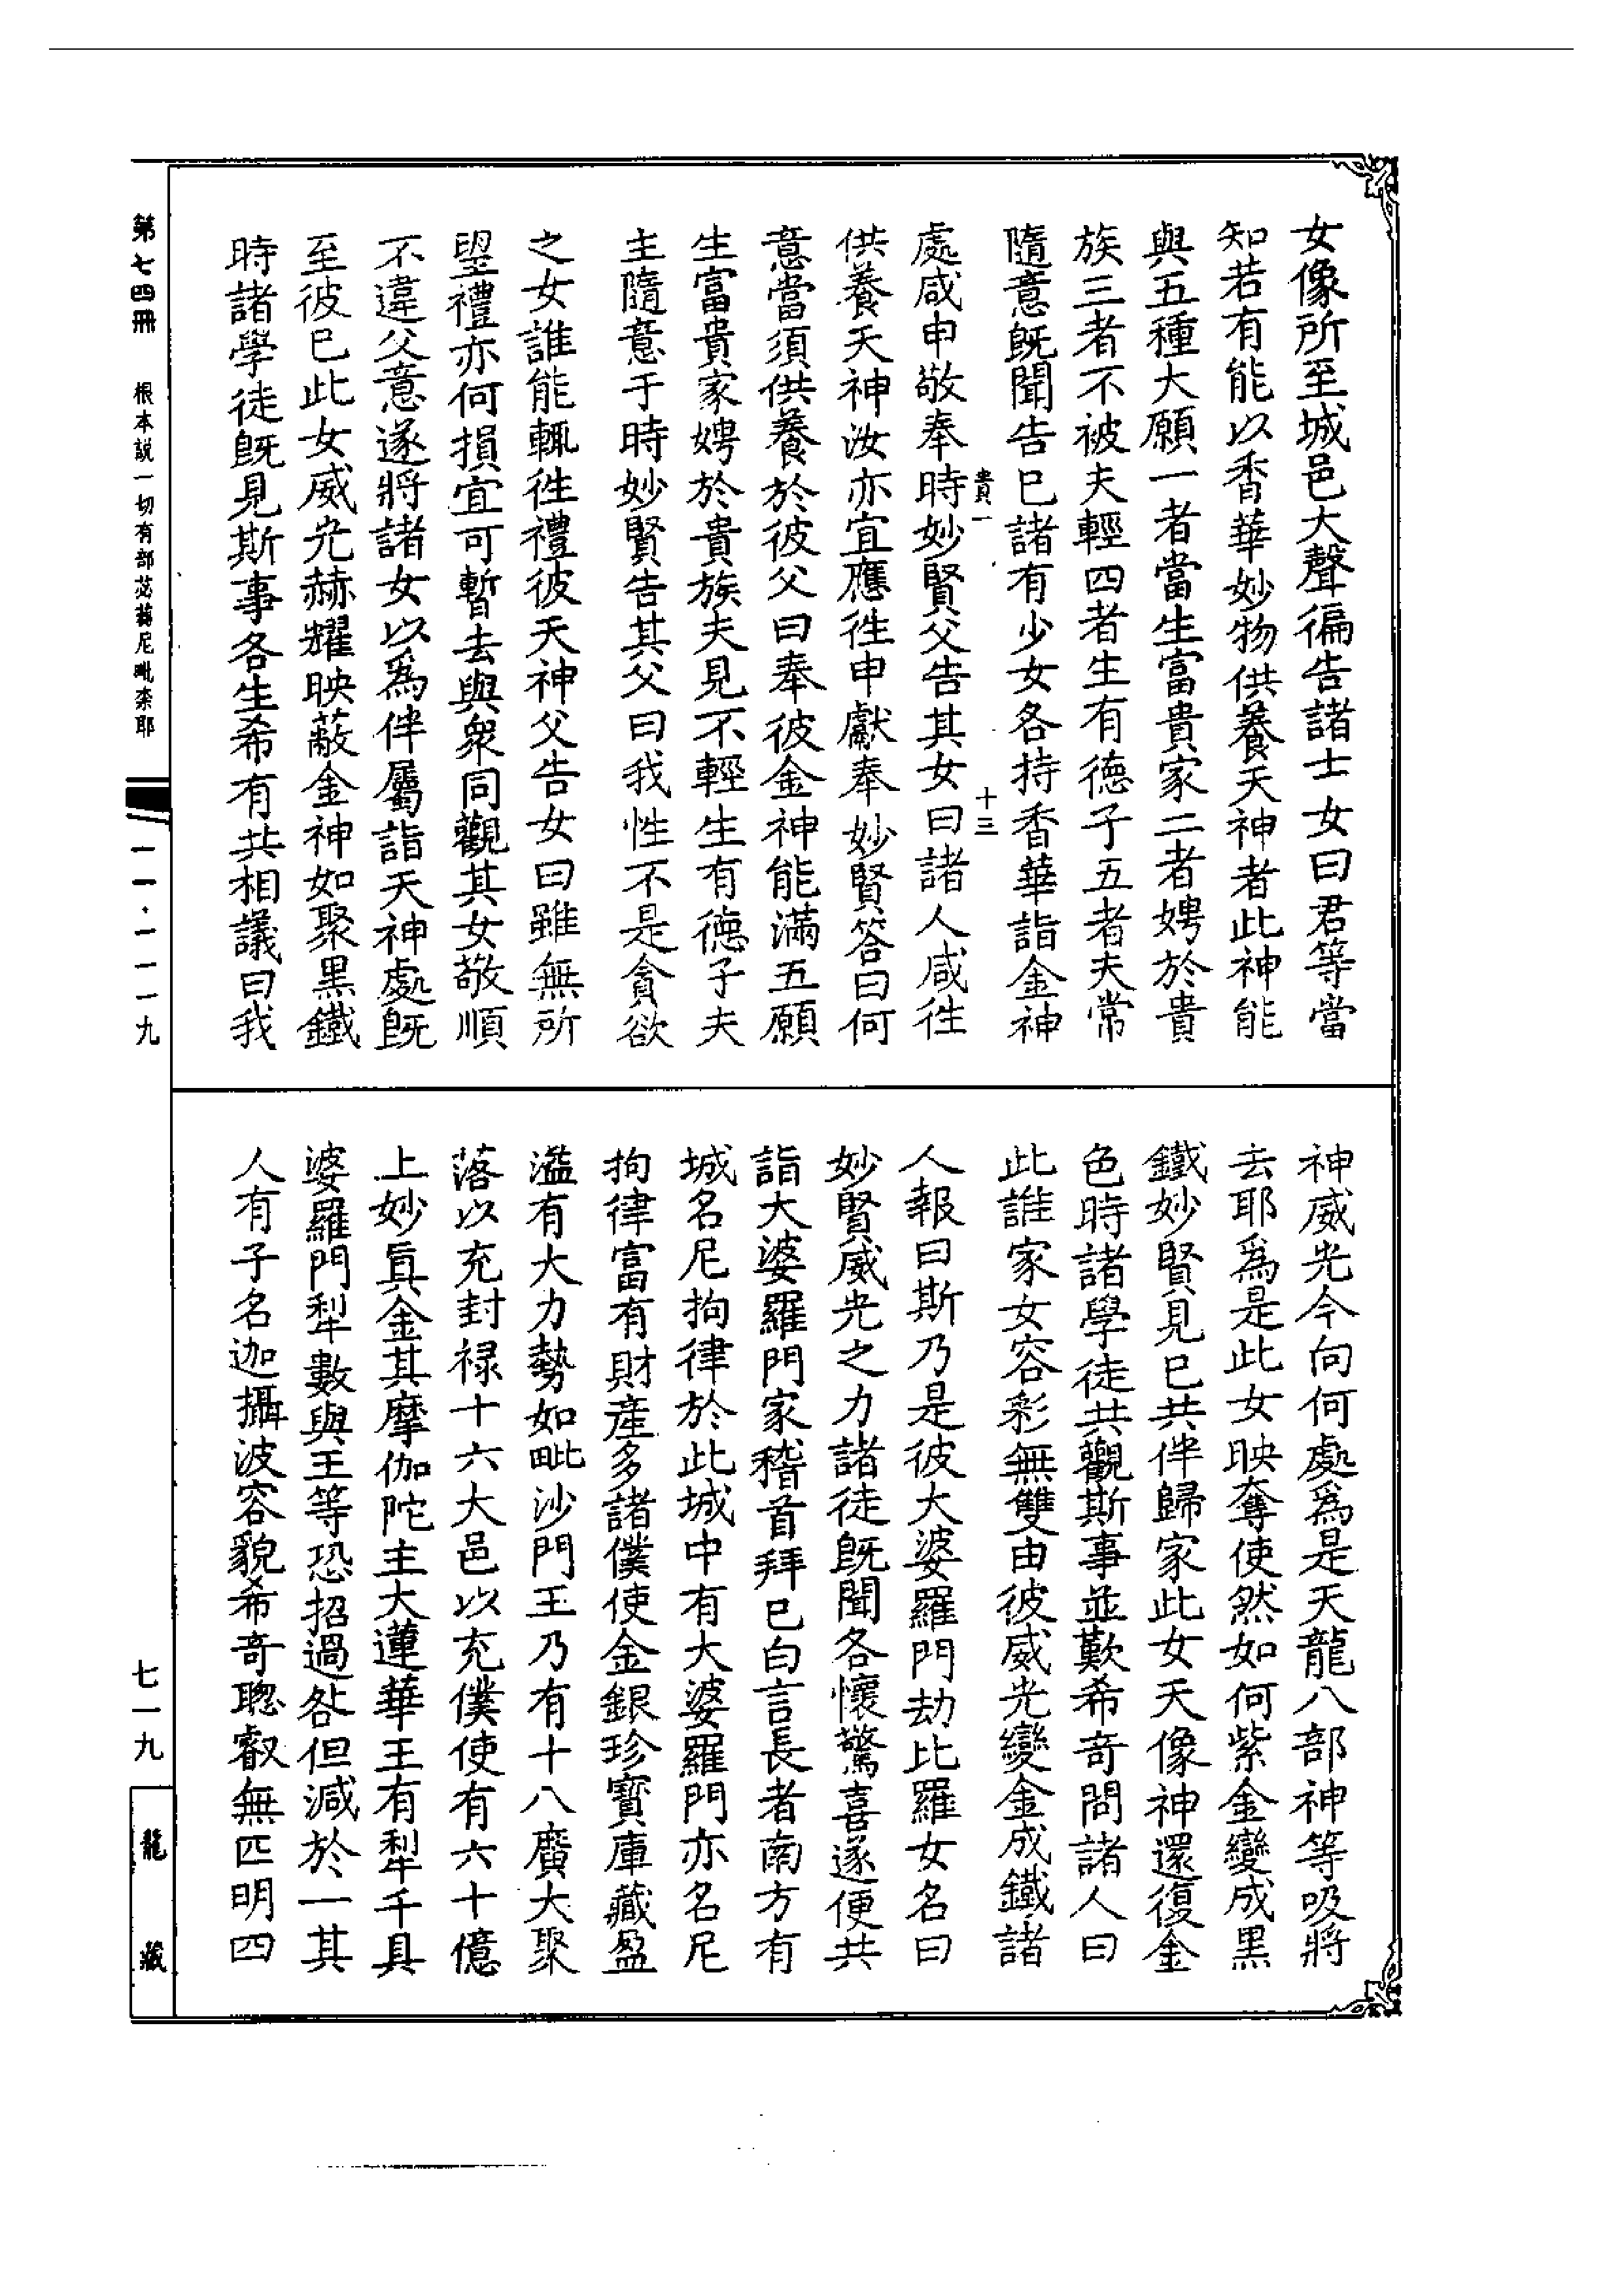 女像所至城邑大聲徧告諸士女曰君等當
知若有能以香華妙物供養天神者此神能
與五種大願一者當生富貴家二者娉於貴
族三者不被夫輕四者生有德子五者夫常
隨意既聞告已諸有少女各持香華詣金神
貴一
十三
處咸申敬奉時妙賢父告其女曰諸人咸往
供養天神汝亦宜應往申獻奉妙賢答曰何
意當須供養於彼父曰奉彼金神能滿五願
生富貴家娉於貴族夫見不輕生有德子夫
主隨意于時妙賢告其父曰我性不是貪欲
之女誰能輒往禮彼天神父告女曰雖無所
望禮亦何損宜可暫去與衆同觀其女敬順
不違父意遂將諸女以爲伴屬詣天神處既
至彼已此女威光赫耀映蔽金神如聚黑鐵
時諸學徒既見斯事各生希有共相議曰我
神威光今向何處爲是天龍八部神等吸將
去耶爲是此女映奪使然如何紫金變成黑
鐵妙賢見已共伴歸家此女天像神還復金
色時諸學徒共觀斯事並歎希奇問諸人曰
此誰家女容彩無雙由彼威光變金成鐵諸
人報曰斯乃是彼大婆羅門劫比羅女名曰
妙賢威光之力諸徒既聞各懷驚喜遂便共
詣大婆羅門家稽首拜已白言長者南方有
城名尼拘律於此城中有大婆羅門亦名尼
拘律富有財產多諸僕使金銀珍寶庫藏盈
溢有大力勢如毗沙門王乃有十八廣大聚
落以充封祿十六大邑以充僕使有六十億
上妙真金其摩伽陀主大蓮華王有犁千具
婆羅門犁數與王等恐招過咎但減於一其
人有子名迦攝波容貌希奇聰叡無匹明四
第七四冊 根本説一切有部苾芻尼毗奈耶
一一·一一一九
七一九
龍藏